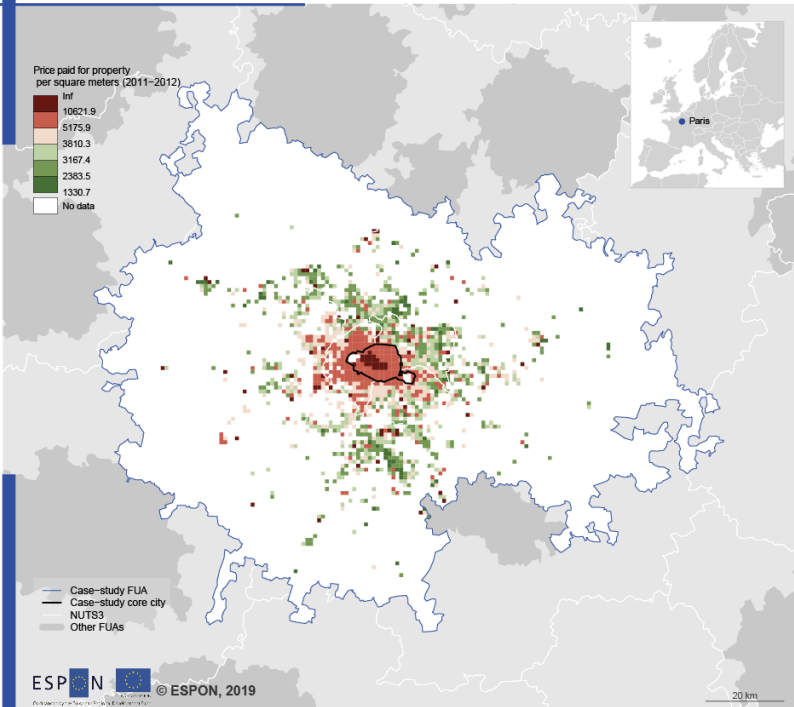 Price paid for property
per square meters (2011−2012)
Inf
10621.9
5175.9
3810.3
3167.4
2383.5
1330.7
No data
Paris
Case−study FUA
Case−study core city
NUTS3
Other FUAs
ESPON
© ESPON, 2019
20 km